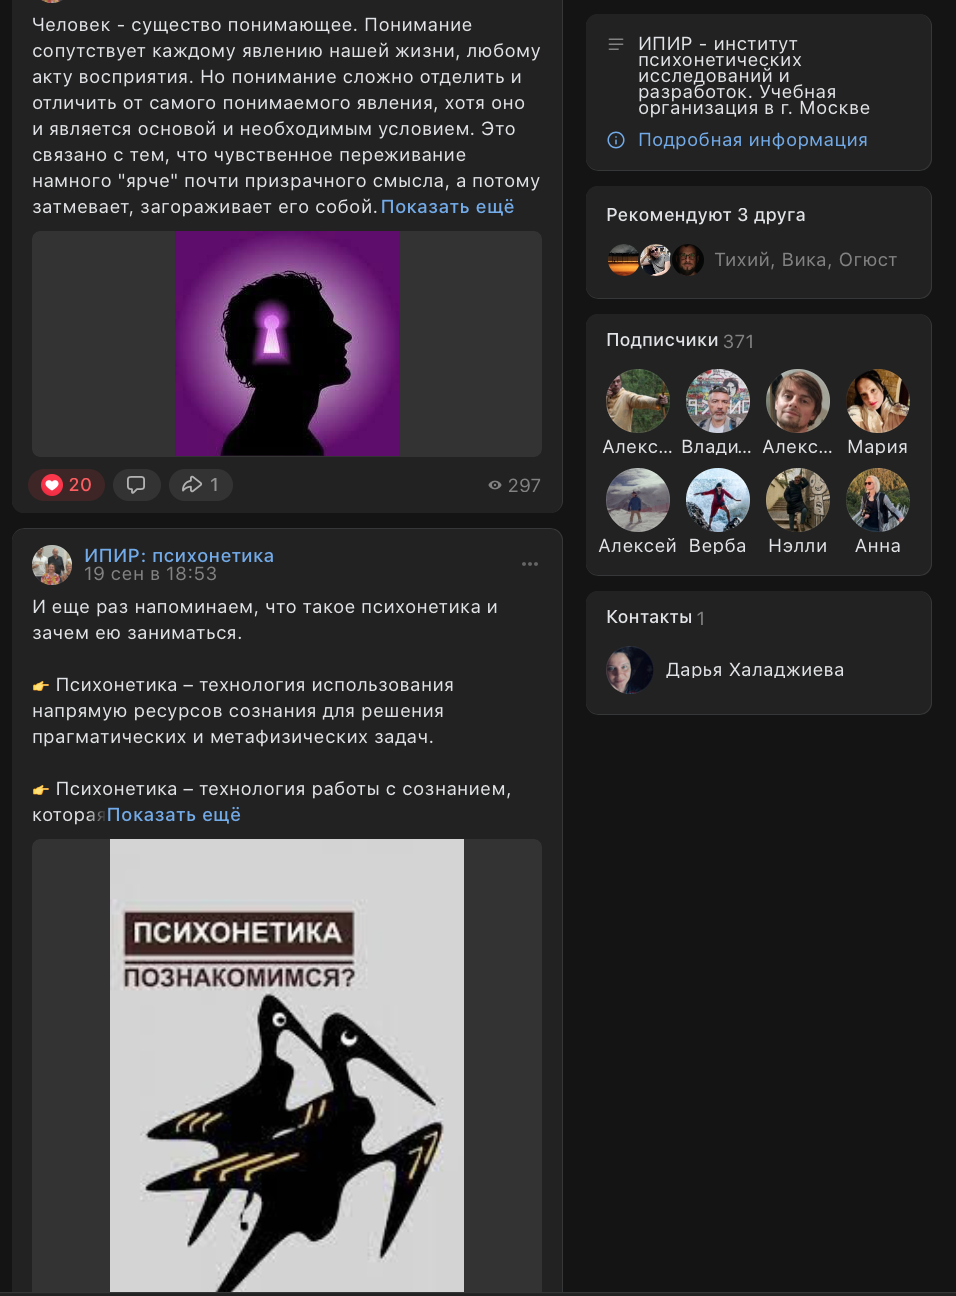 Человек - существо понимающее. Понимание
сопутствует каждому явлению нашей жизни, любому
акту восприятия. Но понимание сложно отделить и
отличить от самого понимаемого явления, хотя оно
и является основой и необходимым условием. Это
связано с тем, что чувственное переживание
намного "ярче" почти призрачного смысла, а потому
затмевает, загораживает его собой. Показать ещё
20
1
297
ИПИР: психонетика
19 сен в 18:53
И еще раз напоминаем, что такое психонетика и
зачем ею заниматься.
👉 Психонетика – технология использования
напрямую ресурсов сознания для решения
прагматических и метафизических задач.
👉 Психонетика – технология работы с сознанием,
которая Показать ещё
ПСИХОНЕТИКА
ПОЗНАКОМИМСЯ?
ИПИР - институт
психонетических
исследований и
разработок. Учебная
организация в г. Москве
Подробная информация
Рекомендуют 3 друга
Тихий, Вика, Огюст
Подписчики 371
Алекс... Влади... Алекс... Мария
Алексей Верба Нэлли Анна
Контакты 1
Дарья Халаджиева